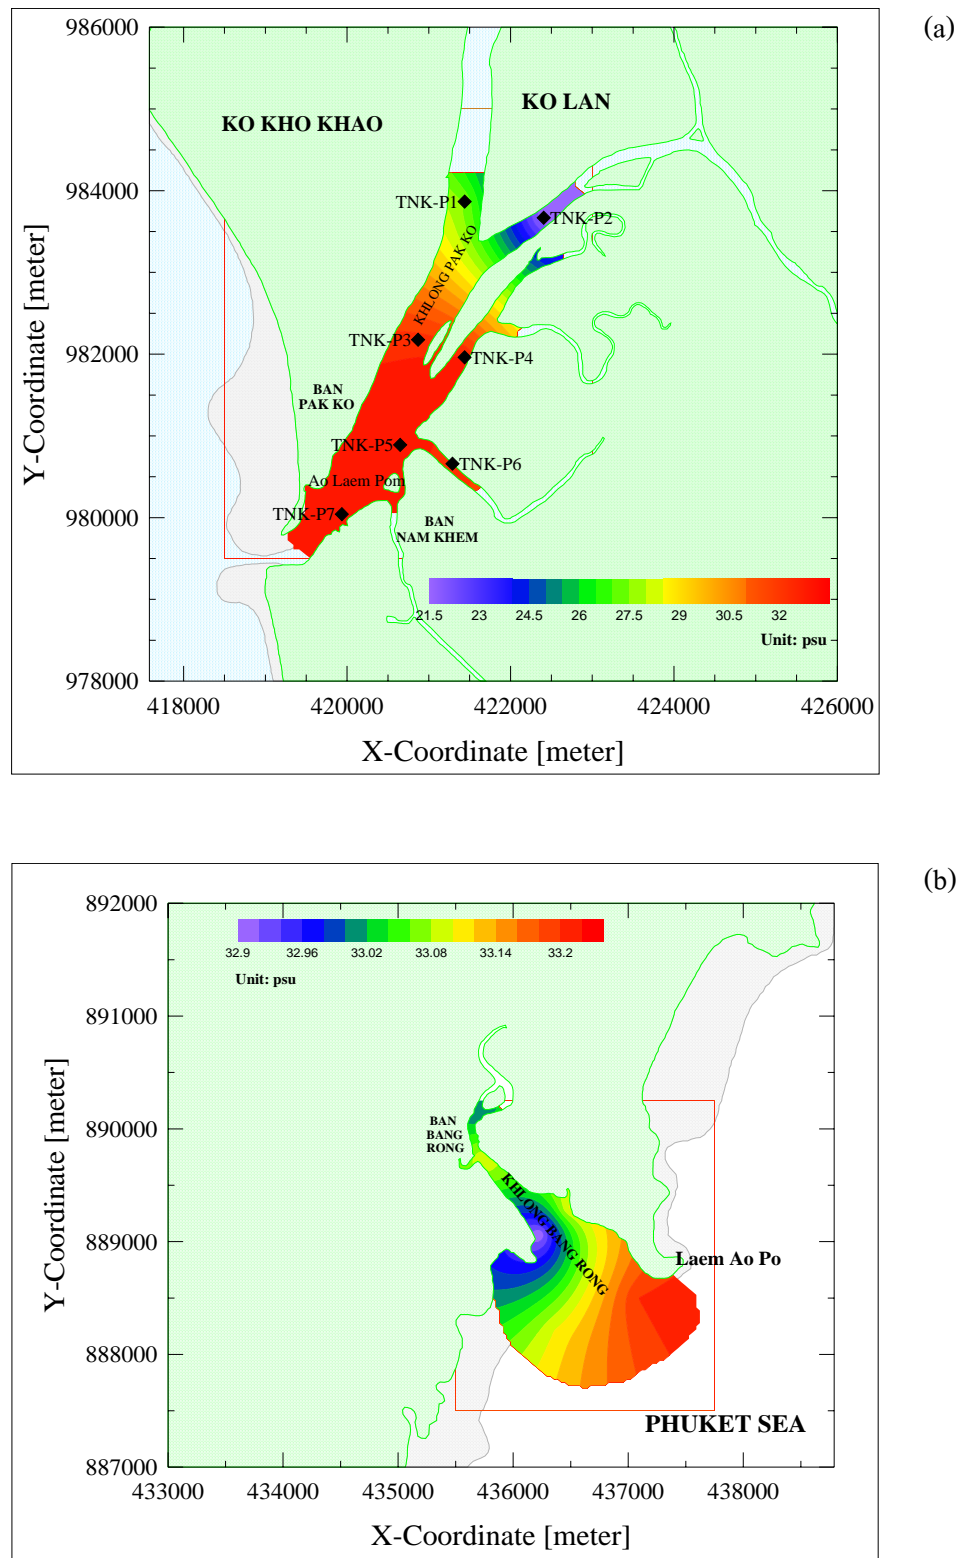 (a)
986000
984000
982000
980000
978000
Y-Coordinate [meter]
KO KHO KHAO
KO LAN
TNK-P1
TNK-P2
KHLONG PAK KO
TNK-P3
TNK-P4
BAN
PAK KO
TNK-P5
TNK-P6
Ao Laem Pom
TNK-P7
BAN
NAM KHEM
21.5 23 24.5 26 27.5 29 30.5 32
Unit: psu
418000 420000 422000 424000 426000
X-Coordinate [meter]
(b)
892000
891000
890000
889000
888000
887000
Y-Coordinate [meter]
32.9 32.96 33.02 33.08 33.14 33.2
Unit: psu
BAN
BANG
RONG
KHLONG BANG RONG
Laem Ao Po
PHUKET SEA
433000 434000 435000 436000 437000 438000
X-Coordinate [meter]